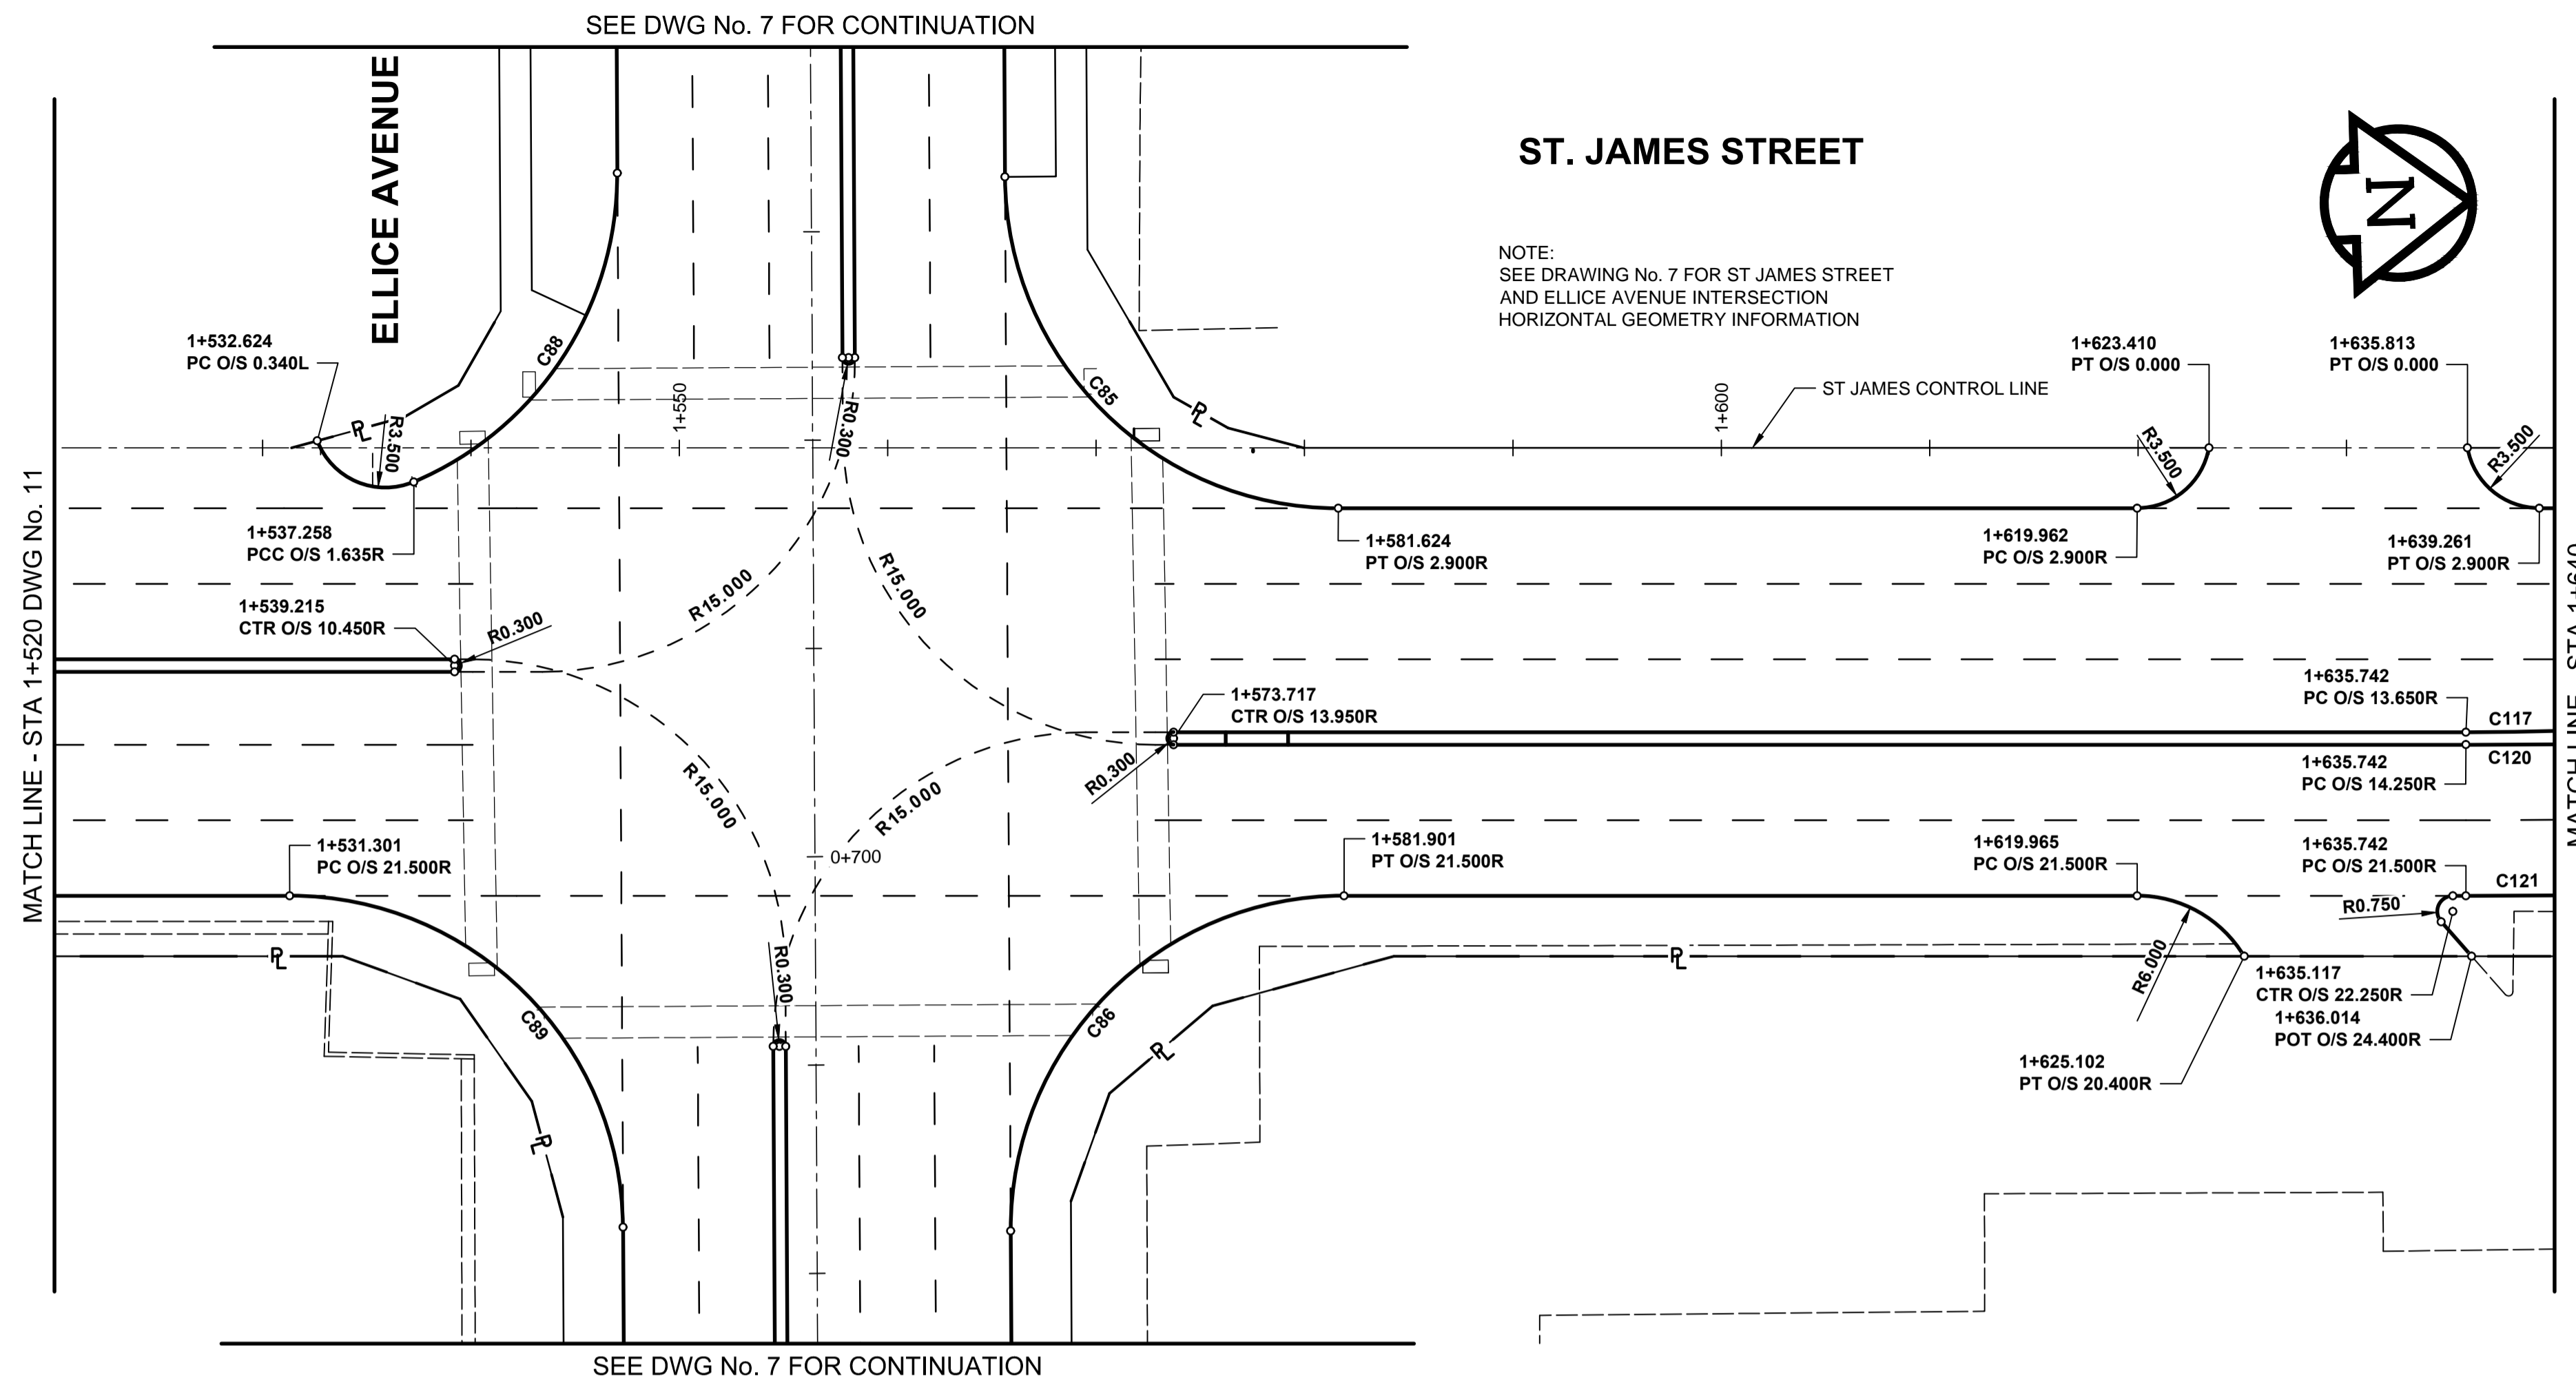 SEE DWG No. 7 FOR CONTINUATION
ELLICE AVENUE
ST. JAMES STREET
N
NOTE:
SEE DRAWING No. 7 FOR ST JAMES STREET
AND ELLICE AVENUE INTERSECTION
HORIZONTAL GEOMETRY INFORMATION
1+532.624
PC O/S 0.340L
C88
C85
PL
R3.500
1+550
R0.300
PL
1+600
ST JAMES CONTROL LINE
1+623.410
PT O/S 0.000
R3.500
1+635.813
PT O/S 0.000
R3.500
MATCH LINE - STA 1+520 DWG No. 11
1+537.258
PCC O/S 1.635R
1+581.624
PT O/S 2.900R
1+619.962
PC O/S 2.900R
1+639.261
PT O/S 2.900R
R15.000
R15.000
1+539.215
CTR O/S 10.450R
R0.300
1+573.717
CTR O/S 13.950R
R0.300
1+635.742
PC O/S 13.650R
C117
C120
1+635.742
PC O/S 14.250R
R15.000
R15.000
0+700
1+531.301
PC O/S 21.500R
1+581.901
PT O/S 21.500R
1+619.965
PC O/S 21.500R
1+635.742
PC O/S 21.500R
C121
R0.750
PL
R0.300
PL
R6.000
1+635.117
CTR O/S 22.250R
1+636.014
POT O/S 24.400R
C89
C86
PL
PL
1+625.102
PT O/S 20.400R
SEE DWG No. 7 FOR CONTINUATION